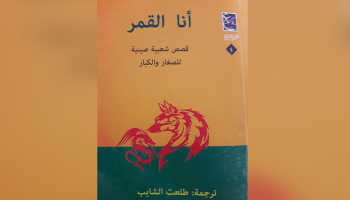 أنا القمر
قصص شعبية صينية
للصغار والكبار
ترجمة: طلعت الشايب